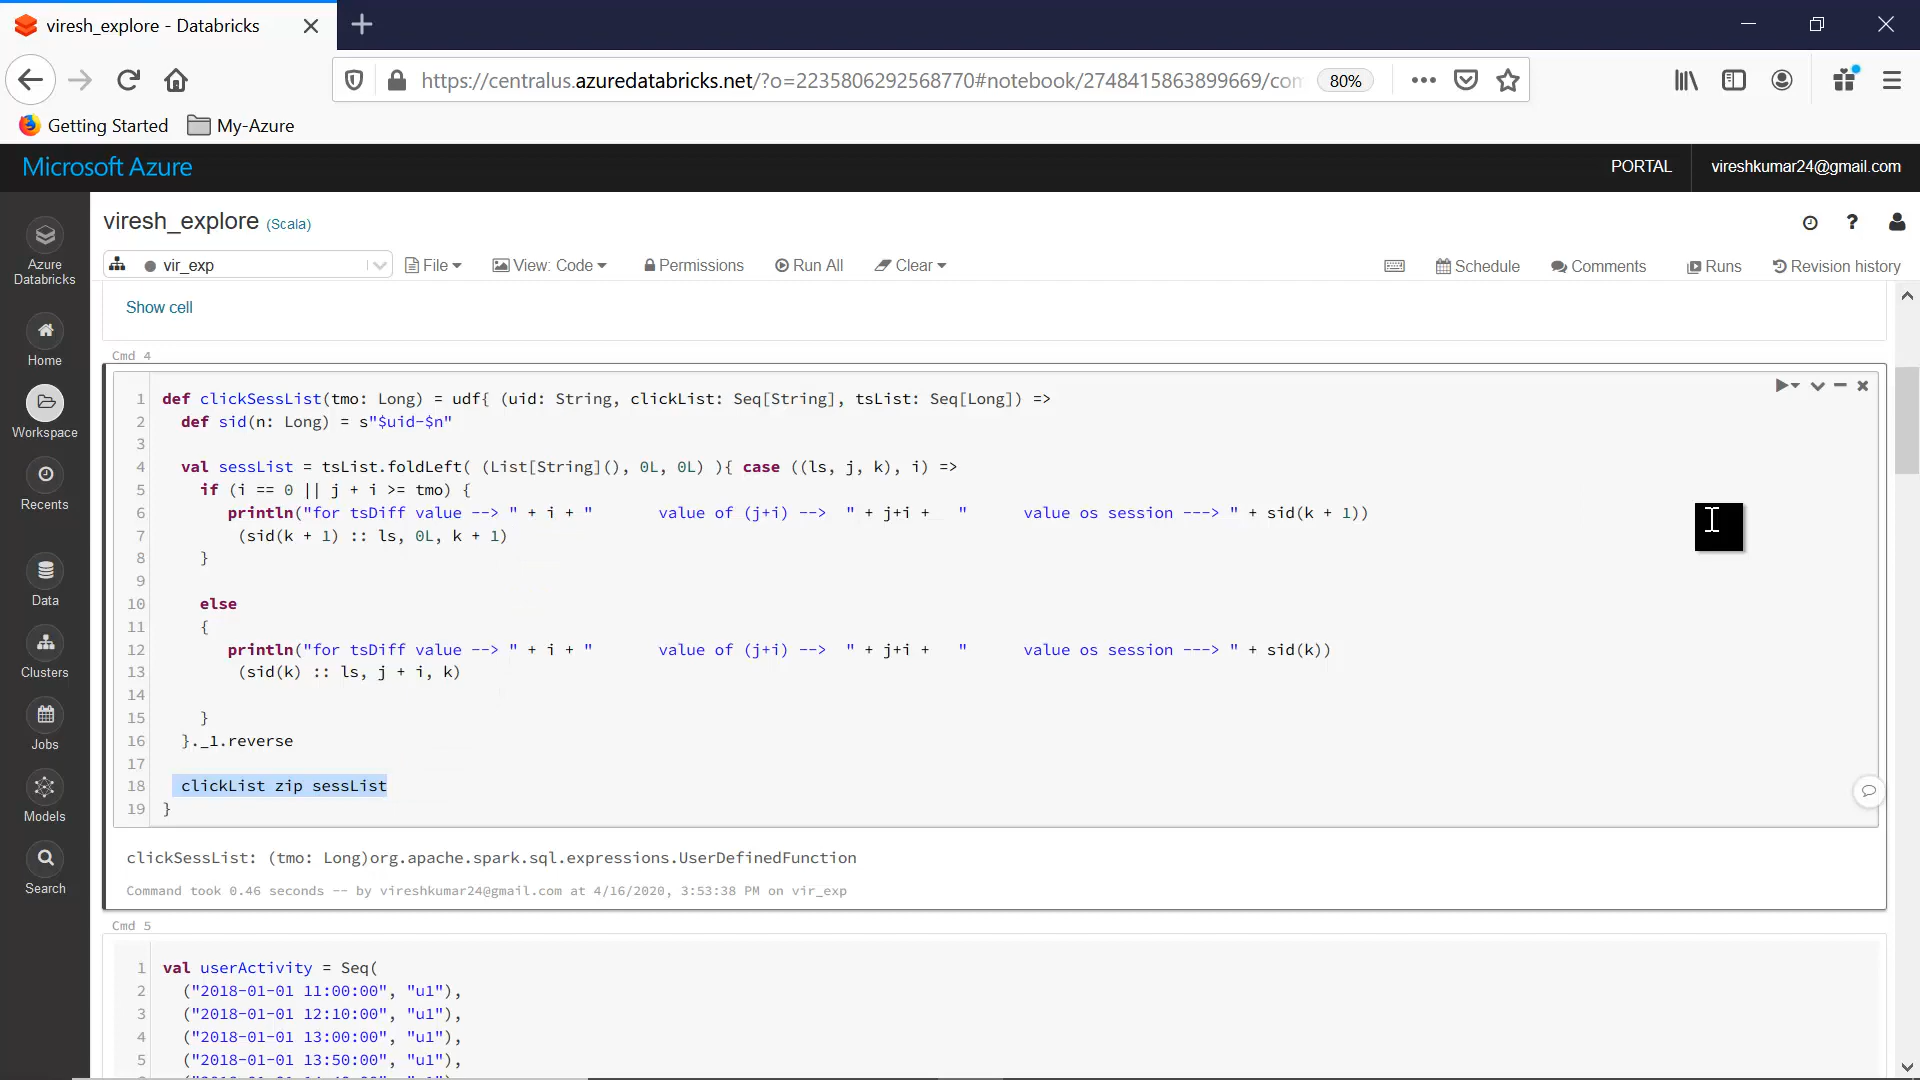 viresh_explore - Databricks
https://centralus.azuredatabricks.net/?o=2235806292568770#notebook/2748415863899669/com
80%
Getting Started
My-Azure
Microsoft Azure
PORTAL
vireshkumar24@gmail.com
viresh_explore (Scala)
vir_exp
File
View: Code
Permissions
Run All
Clear
Schedule
Comments
Runs
Revision history
Azure
Databricks
Home
Workspace
Recents
Data
Clusters
Jobs
Models
Search
Show cell
Cmd 4
1 def clickSessList(tmo: Long) = udf{ (uid: String, clickList: Seq[String], tsList: Seq[Long]) =>
2 def sid(n: Long) = s"$uid-$n"
3
4 val sessList = tsList.foldLeft( (List[String](), 0L, 0L) ){ case ((ls, j, k), i) =>
5 if (i == 0 || j + i >= tmo) {
6 println("for tsDiff value --> " + i + "       value of (j+i) -->  " + j+i +   "      value os session ---> " + sid(k + 1))
7 (sid(k + 1) :: ls, 0L, k + 1)
8 }
9
10 else
11 {
12 println("for tsDiff value --> " + i + "       value of (j+i) -->  " + j+i +   "      value os session ---> " + sid(k))
13 (sid(k) :: ls, j + i, k)
14
15 }
16 }._1.reverse
17
18 clickList zip sessList
19 }
clickSessList: (tmo: Long)org.apache.spark.sql.expressions.UserDefinedFunction
Command took 0.46 seconds -- by vireshkumar24@gmail.com at 4/16/2020, 3:53:38 PM on vir_exp
Cmd 5
1 val userActivity = Seq(
2 ("2018-01-01 11:00:00", "u1"),
3 ("2018-01-01 12:10:00", "u1"),
4 ("2018-01-01 13:00:00", "u1"),
5 ("2018-01-01 13:50:00", "u1"),